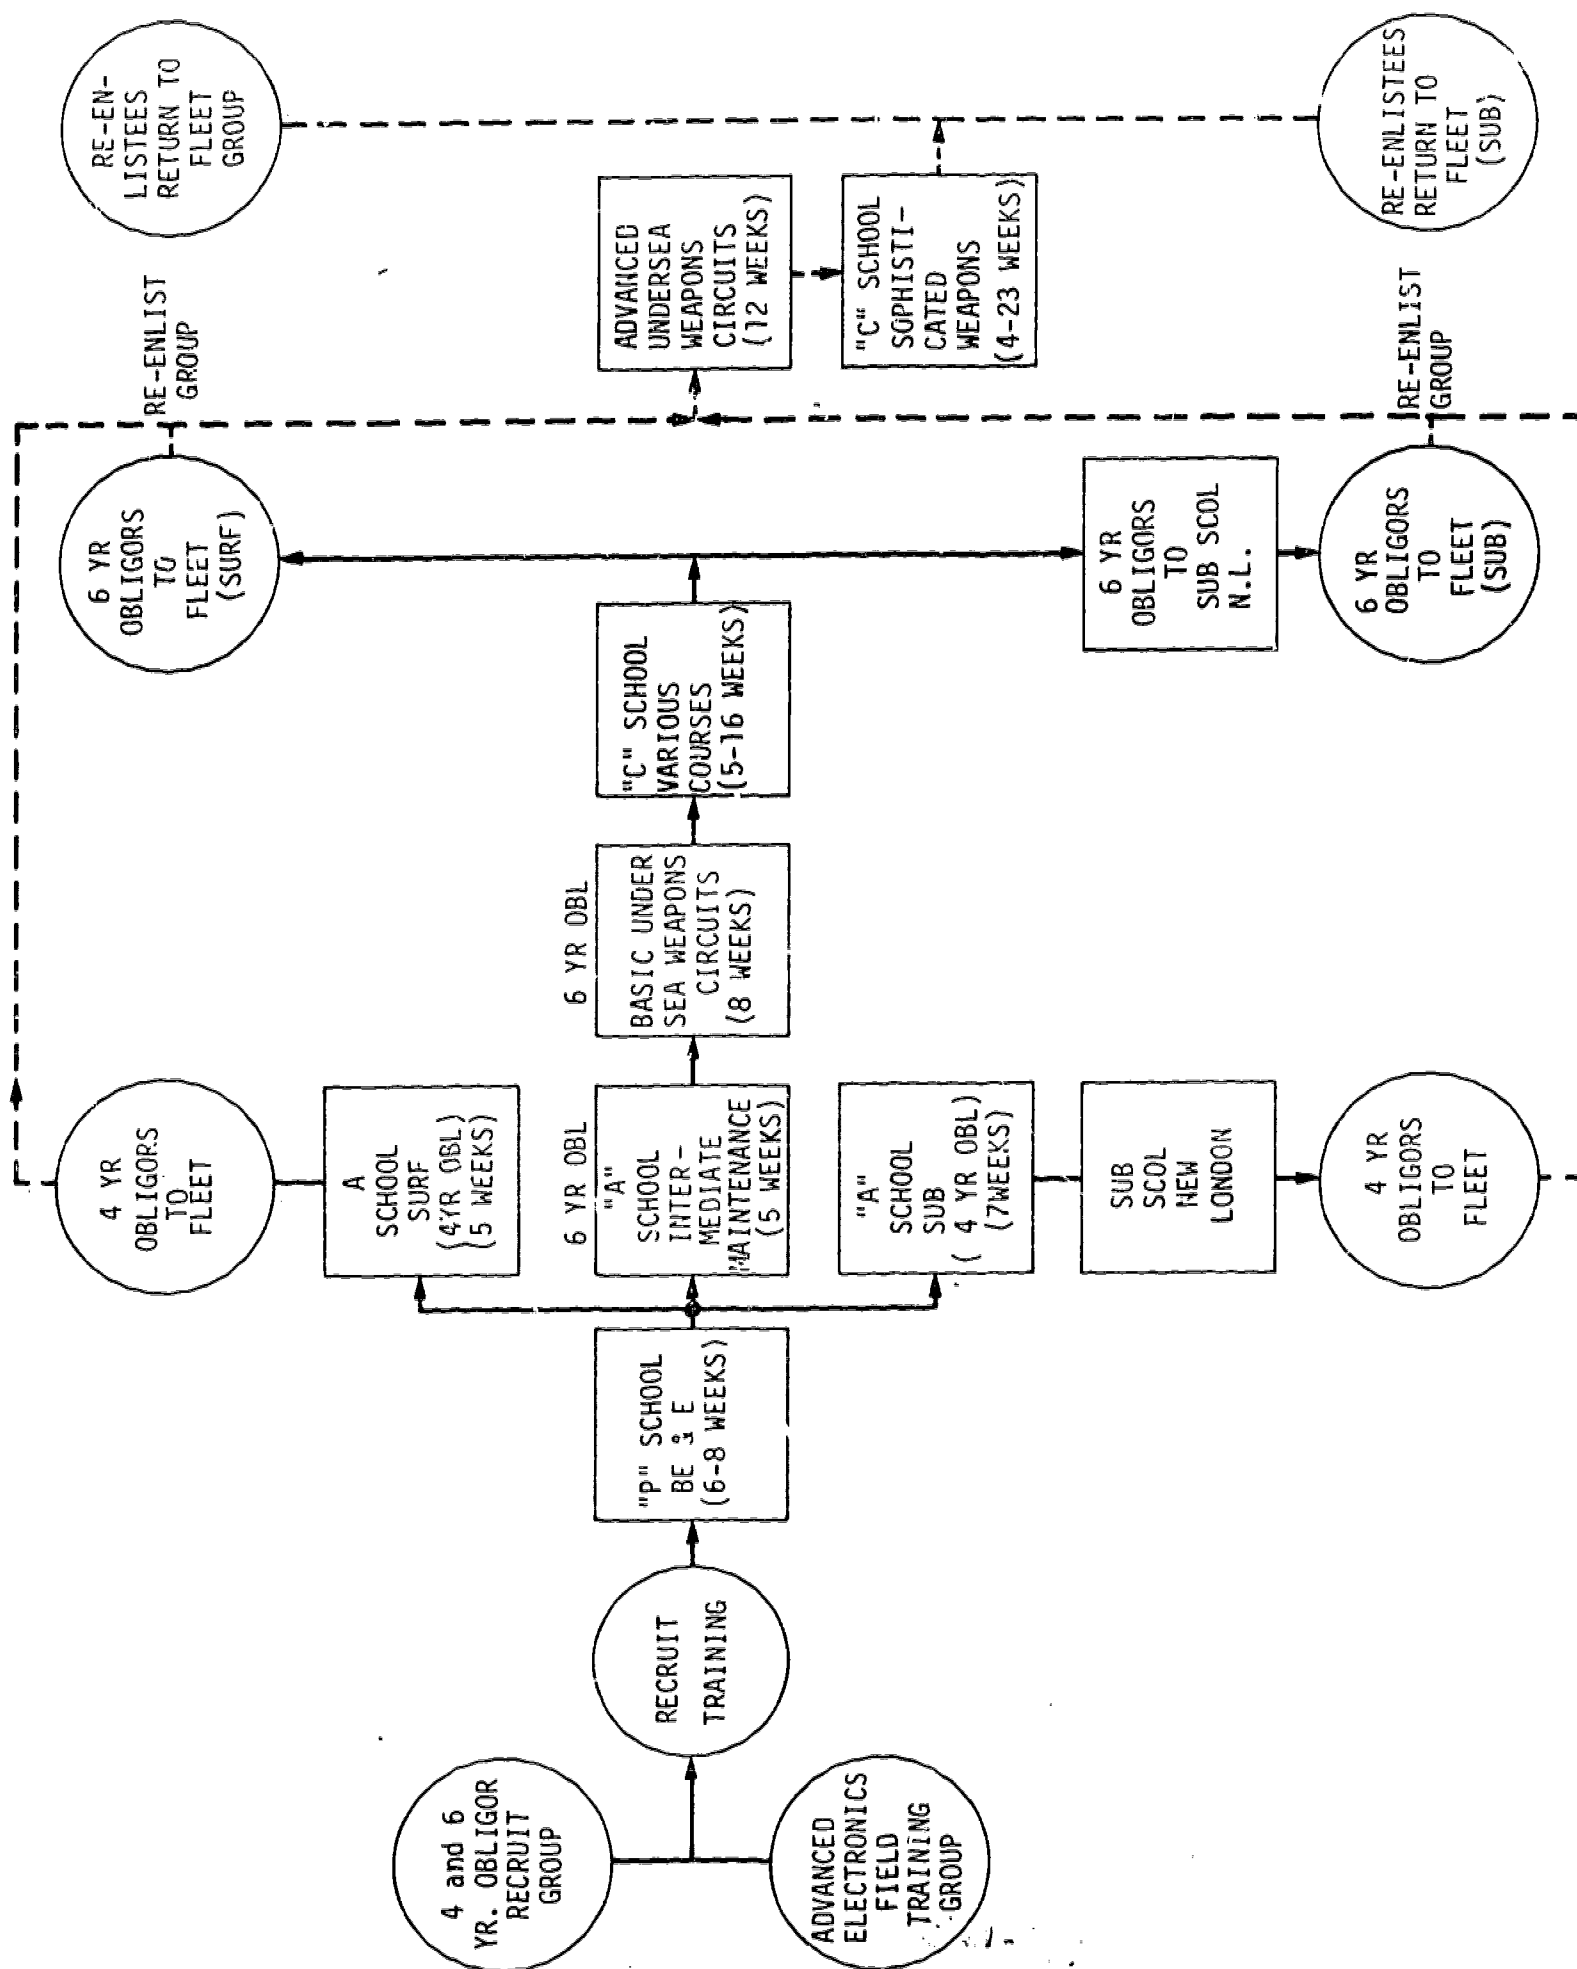 4 and 6
YR. OBLIGOR
RECRUIT
GROUP
ADVANCED
ELECTRONICS
FIELD
TRAINING
GROUP
RECRUIT
TRAINING
"P" SCHOOL
BE & E
(6-8 WEEKS)
4 YR
OBLIGORS
TO
FLEET
A
SCHOOL
SURF
(4YR OBL)
(5 WEEKS)
6 YR OBL
"A"
SCHOOL
INTER-
MEDIATE
MAINTENANCE
(5 WEEKS)
"A"
SCHOOL
SUB
( 4 YR OBL)
(7WEEKS)
SUB
SCOL
NEW
LONDON
4 YR
OBLIGORS
TO
FLEET
6 YR OBL
BASIC UNDER
SEA WEAPONS
CIRCUITS
(8 WEEKS)
"C" SCHOOL
VARIOUS
COURSES
(5-16 WEEKS)
6 YR
OBLIGORS
TO
FLEET
(SURF)
6 YR
OBLIGORS
TO
SUB SCOL
N.L.
6 YR
OBLIGORS
TO
FLEET
(SUB)
RE-ENLIST
GROUP
RE-ENLIST
GROUP
ADVANCED
UNDERSEA
WEAPONS
CIRCUITS
(12 WEEKS)
"C" SCHOOL
SOPHISTI-
CATED
WEAPONS
(4-23 WEEKS)
RE-EN-
LISTEES
RETURN TO
FLEET
GROUP
RE-ENLISTEES
RETURN TO
FLEET
(SUB)